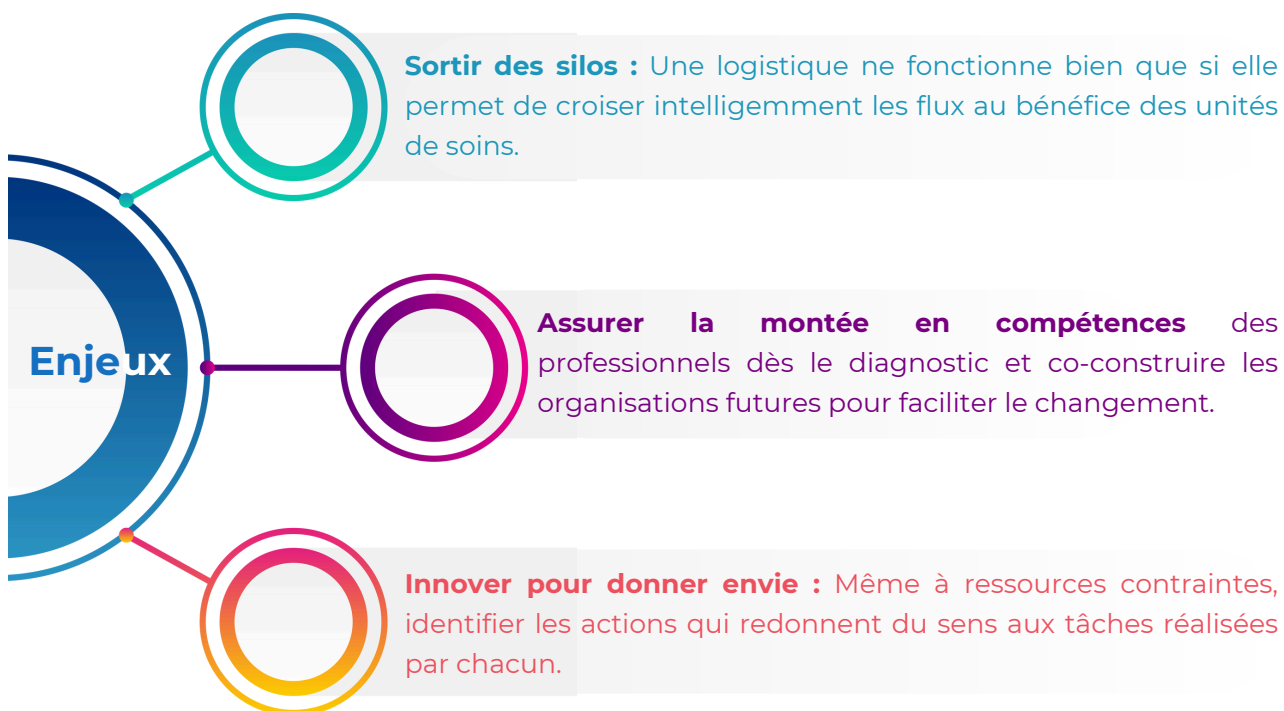 Sortir des silos : Une logistique ne fonctionne bien que si elle
permet de croiser intelligemment les flux au bénéfice des unités
de soins.
Enjeux
Assurer la montée en compétences des
professionnels dès le diagnostic et co-construire les
organisations futures pour faciliter le changement.
Innover pour donner envie : Même à ressources contraintes,
identifier les actions qui redonnent du sens aux tâches réalisées
par chacun.